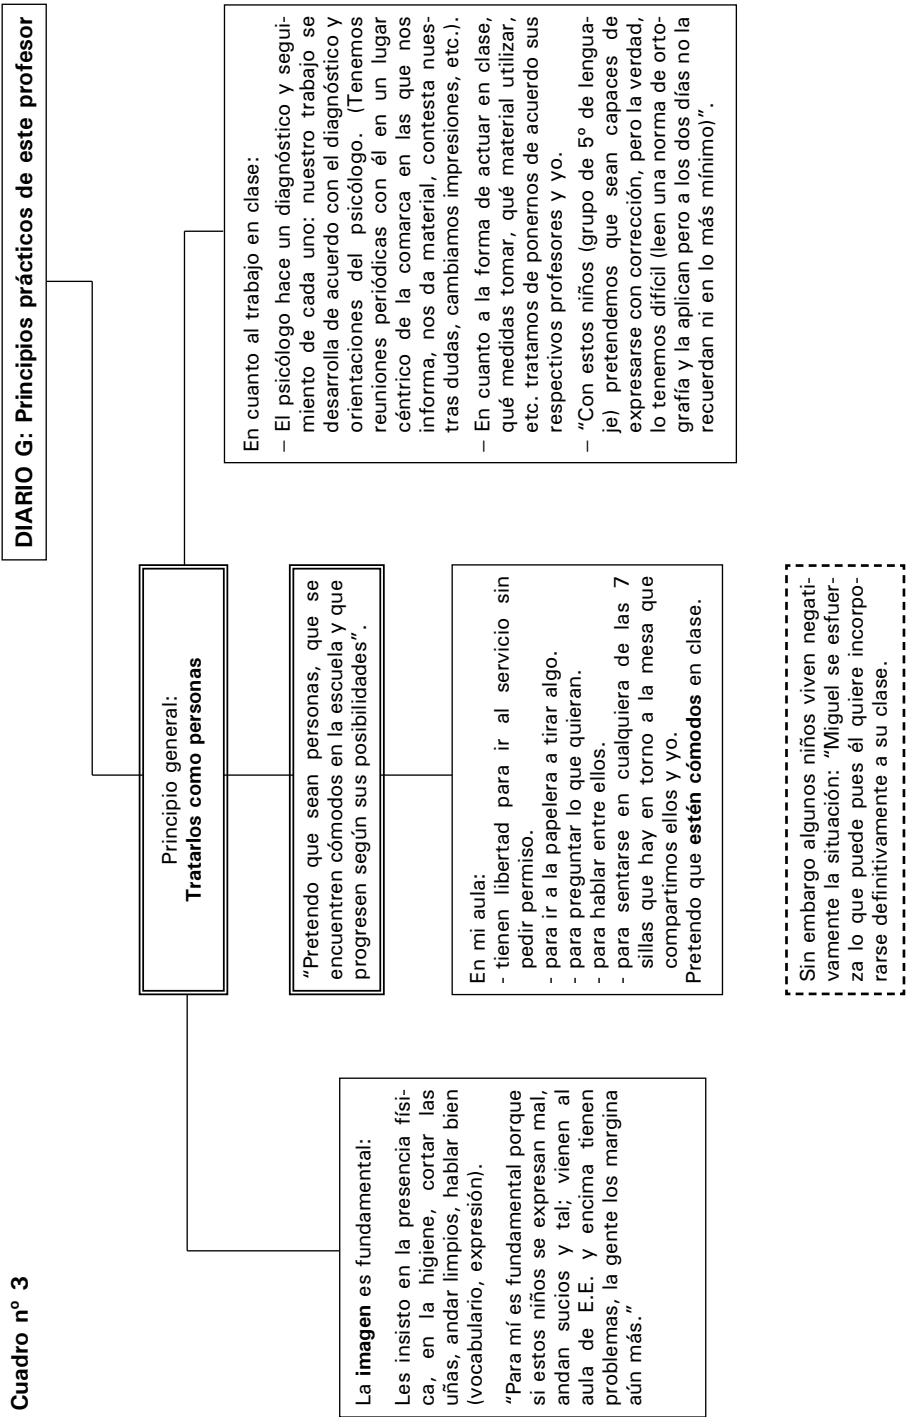 Cuadro nº 3
DIARIO G: Principios prácticos de este profesor
Principio general:
Tratarlos como personas
“Pretendo que sean personas, que se
encuentren cómodos en la escuela y que
progresen según sus posibilidades”.
La imagen es fundamental:
Les insisto en la presencia físi-
ca, en la higiene, cortar las
uñas, andar limpios, hablar bien
(vocabulario, expresión).
“Para mí es fundamental porque
si estos niños se expresan mal,
andan sucios y tal; vienen al
aula de E.E. y encima tienen
problemas, la gente los margina
aún más.”
En mi aula:
- tienen libertad para ir al servicio sin
pedir permiso.
- para ir a la papelera a tirar algo.
- para preguntar lo que quieran.
- para hablar entre ellos.
- para sentarse en cualquiera de las 7
sillas que hay en torno a la mesa que
compartimos ellos y yo.
Pretendo que estén cómodos en clase.
Sin embargo algunos niños viven negati-
vamente la situación: “Miguel se esfuer-
za lo que puede pues él quiere incorpo-
rarse definitivamente a su clase.
En cuanto al trabajo en clase:
– El psicólogo hace un diagnóstico y segui-
miento de cada uno: nuestro trabajo se
desarrolla de acuerdo con el diagnóstico y
orientaciones del psicólogo. (Tenemos
reuniones periódicas con él en un lugar
céntrico de la comarca en las que nos
informa, nos da material, contesta nues-
tras dudas, cambiamos impresiones, etc.).
– En cuanto a la forma de actuar en clase,
qué medidas tomar, qué material utilizar,
etc. tratamos de ponernos de acuerdo sus
respectivos profesores y yo.
– “Con estos niños (grupo de 5º de lengua-
je) pretendemos que sean capaces de
expresarse con corrección, pero la verdad,
lo tenemos difícil (leen una norma de orto-
grafía y la aplican pero a los dos días no la
recuerdan ni en lo más mínimo)”.